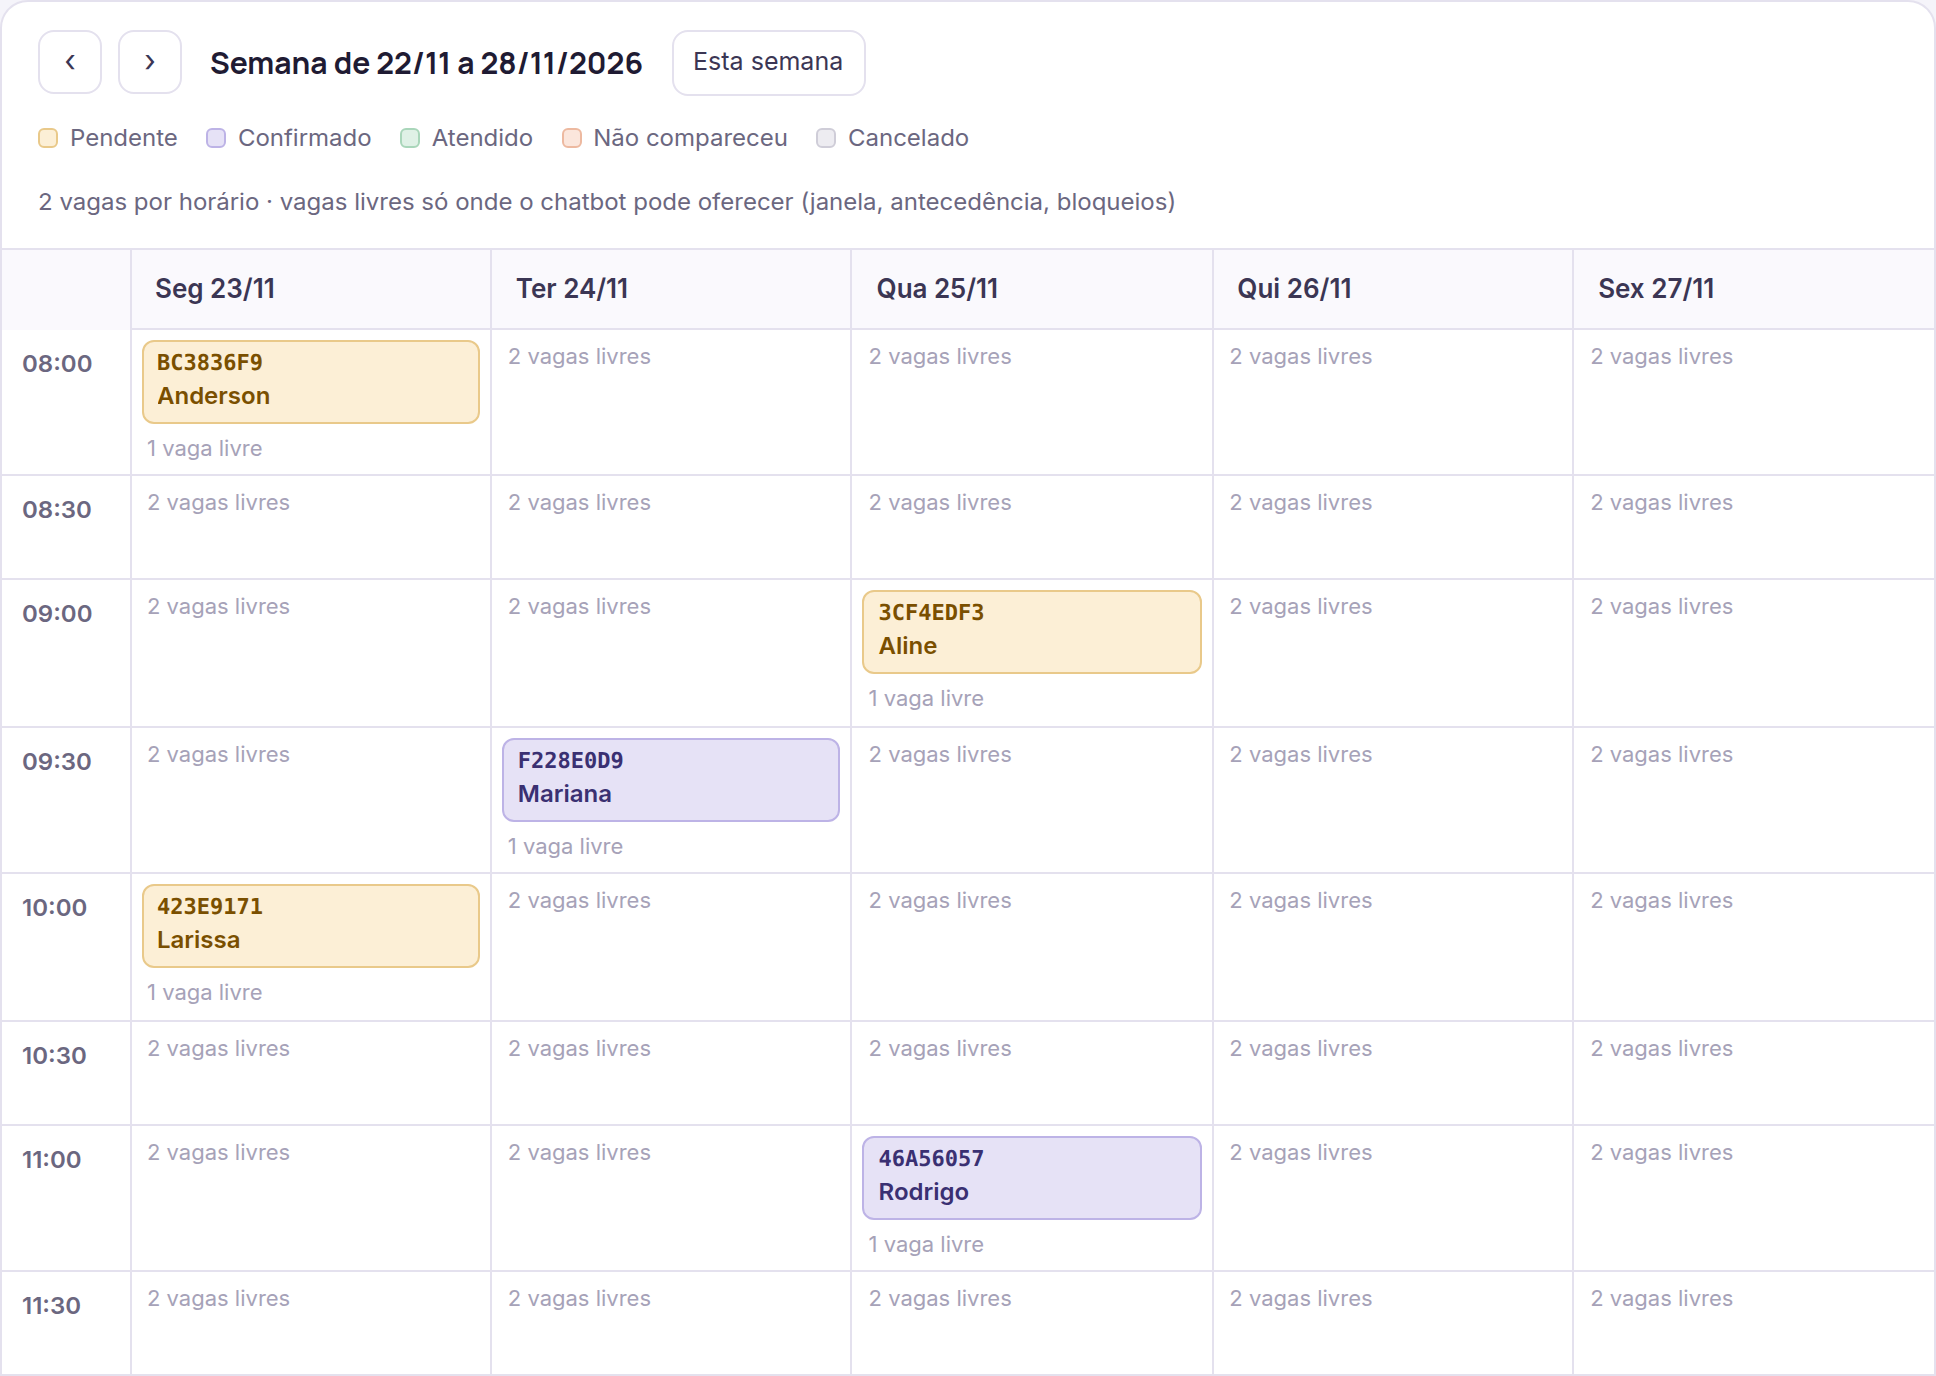 ‹ › Semana de 22/11 a 28/11/2026 Esta semana
Pendente Confirmado Atendido Não compareceu Cancelado
2 vagas por horário · vagas livres só onde o chatbot pode oferecer (janela, antecedência, bloqueios)
Seg 23/11 Ter 24/11 Qua 25/11 Qui 26/11 Sex 27/11
08:00 BC3836F9 2 vagas livres 2 vagas livres 2 vagas livres 2 vagas livres
Anderson
1 vaga livre
08:30 2 vagas livres 2 vagas livres 2 vagas livres 2 vagas livres 2 vagas livres
09:00 2 vagas livres 2 vagas livres 3CF4EDF3 2 vagas livres 2 vagas livres
Aline
1 vaga livre
09:30 2 vagas livres F228E0D9 2 vagas livres 2 vagas livres 2 vagas livres
Mariana
1 vaga livre
10:00 423E9171 2 vagas livres 2 vagas livres 2 vagas livres 2 vagas livres
Larissa
1 vaga livre
10:30 2 vagas livres 2 vagas livres 2 vagas livres 2 vagas livres 2 vagas livres
11:00 2 vagas livres 2 vagas livres 46A56057 2 vagas livres 2 vagas livres
Rodrigo
1 vaga livre
11:30 2 vagas livres 2 vagas livres 2 vagas livres 2 vagas livres 2 vagas livres